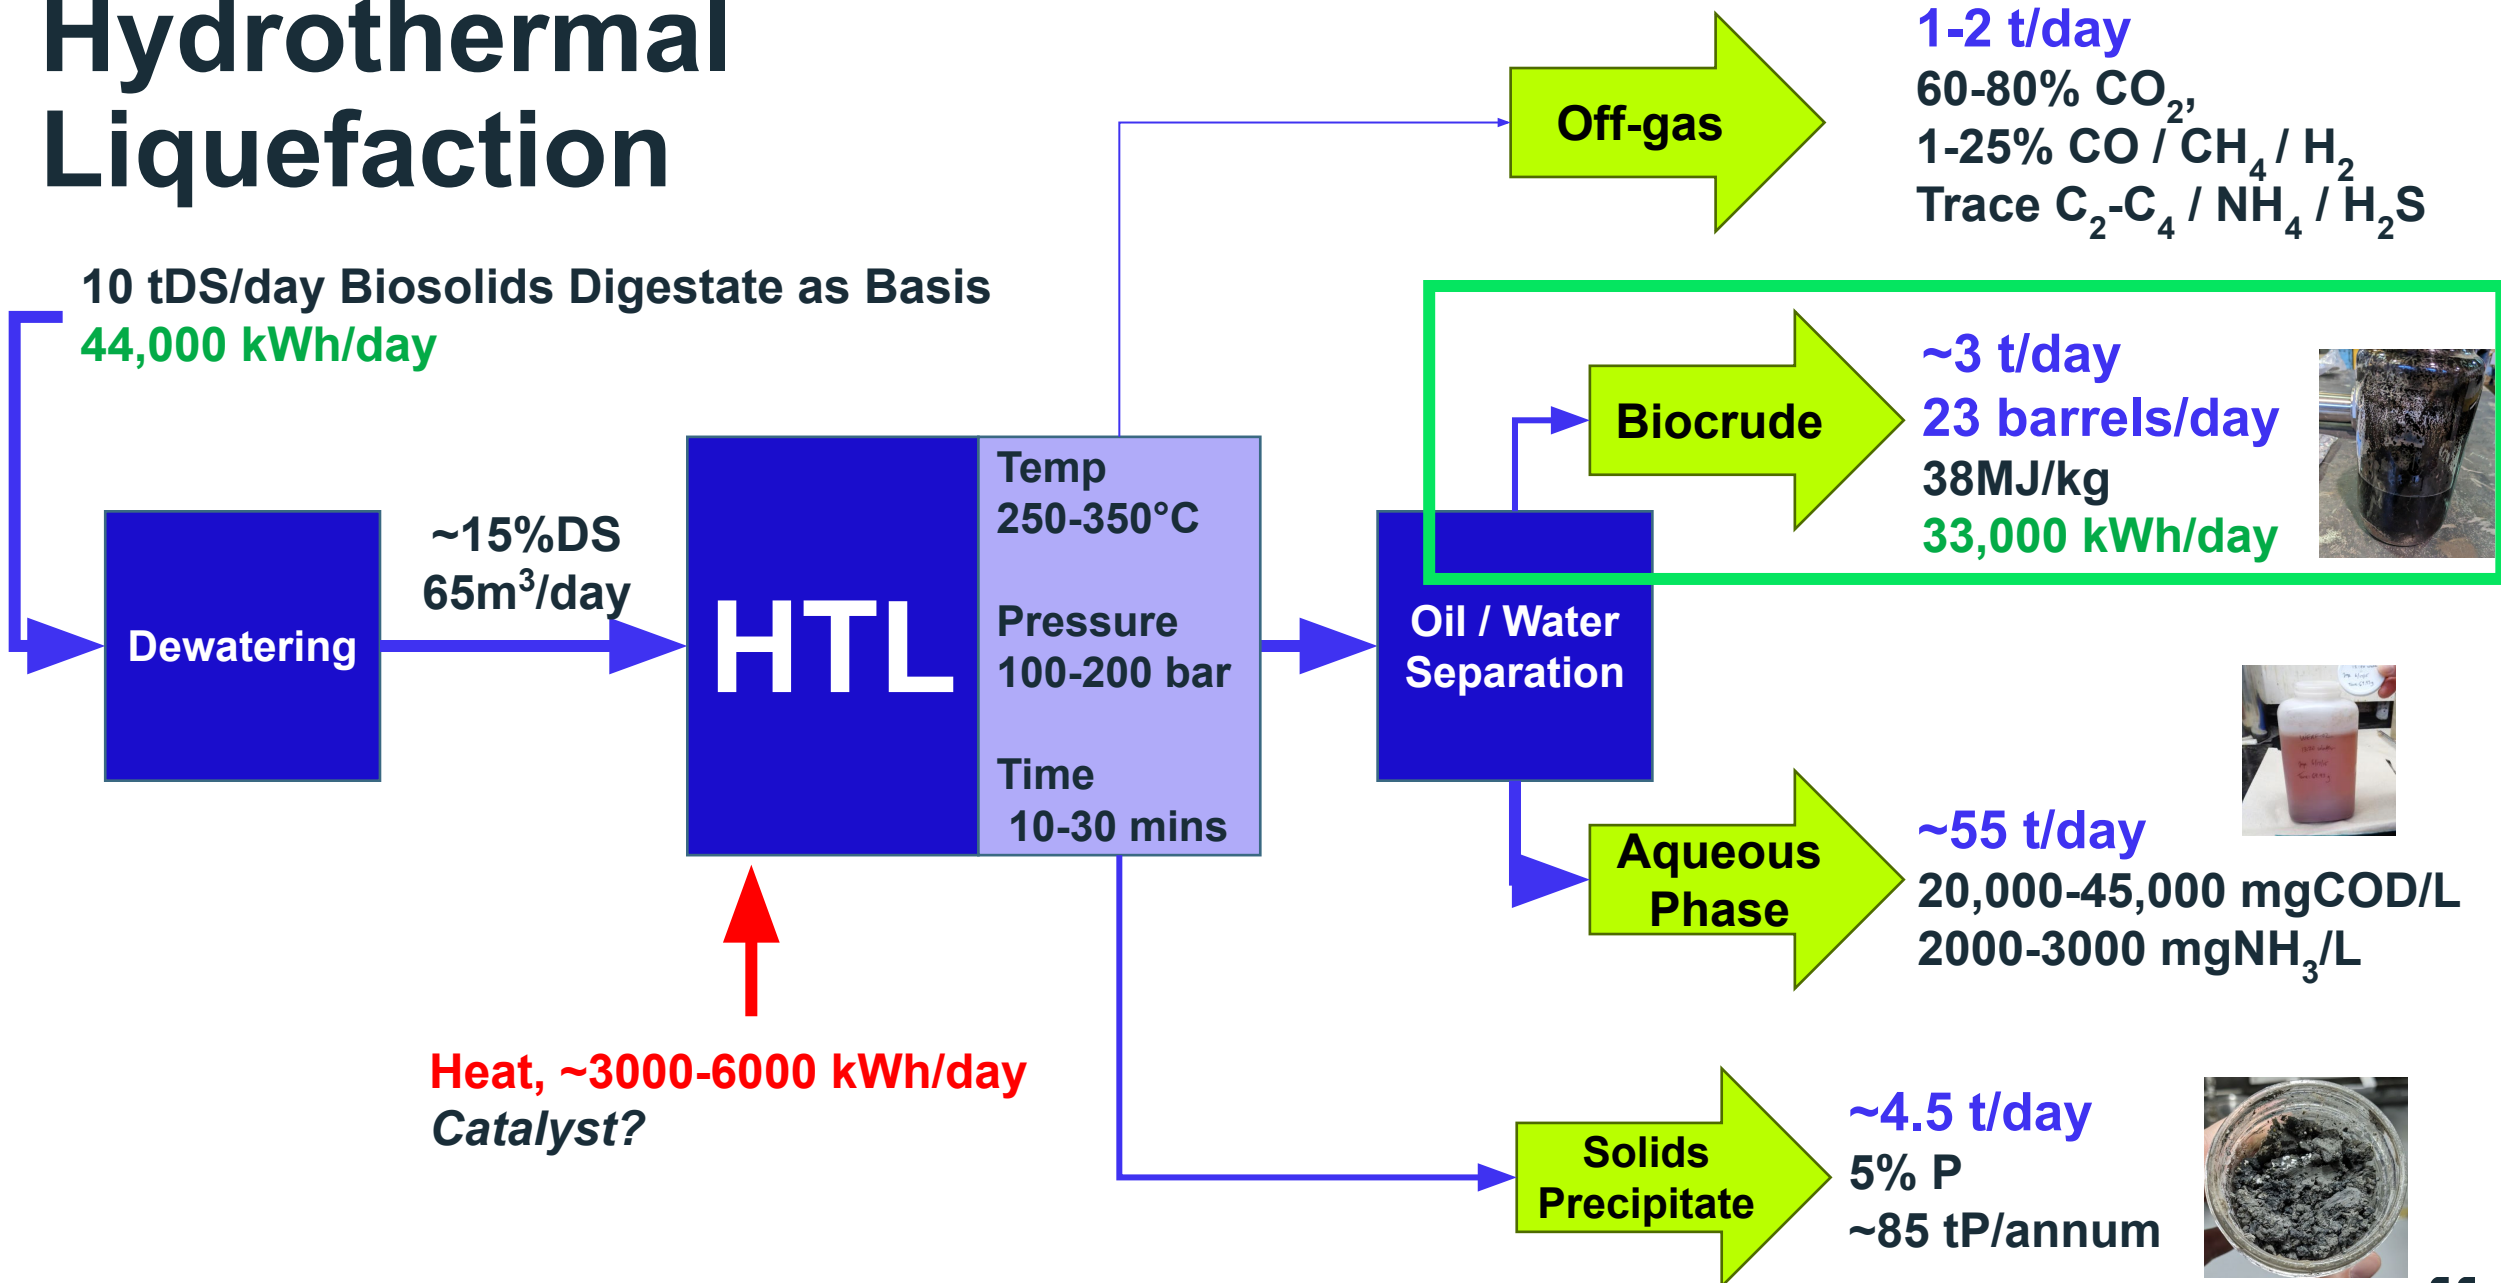 Hydrothermal
Liquefaction
10 tDS/day Biosolids Digestate as Basis
44,000 kWh/day
Dewatering
~15%DS
65m³/day
HTL
Temp
250-350°C
Pressure
100-200 bar
Time
10-30 mins
Heat, ~3000-6000 kWh/day
Catalyst?
Oil / Water
Separation
Off-gas
1-2 t/day
60-80% CO₂,
1-25% CO / CH₄ / H₂
Trace C₂-C₄ / NH₄ / H₂S
Biocrude
~3 t/day
23 barrels/day
38MJ/kg
33,000 kWh/day
Aqueous
Phase
~55 t/day
20,000-45,000 mgCOD/L
2000-3000 mgNH₃/L
Solids
Precipitate
~4.5 t/day
5% P
~85 tP/annum